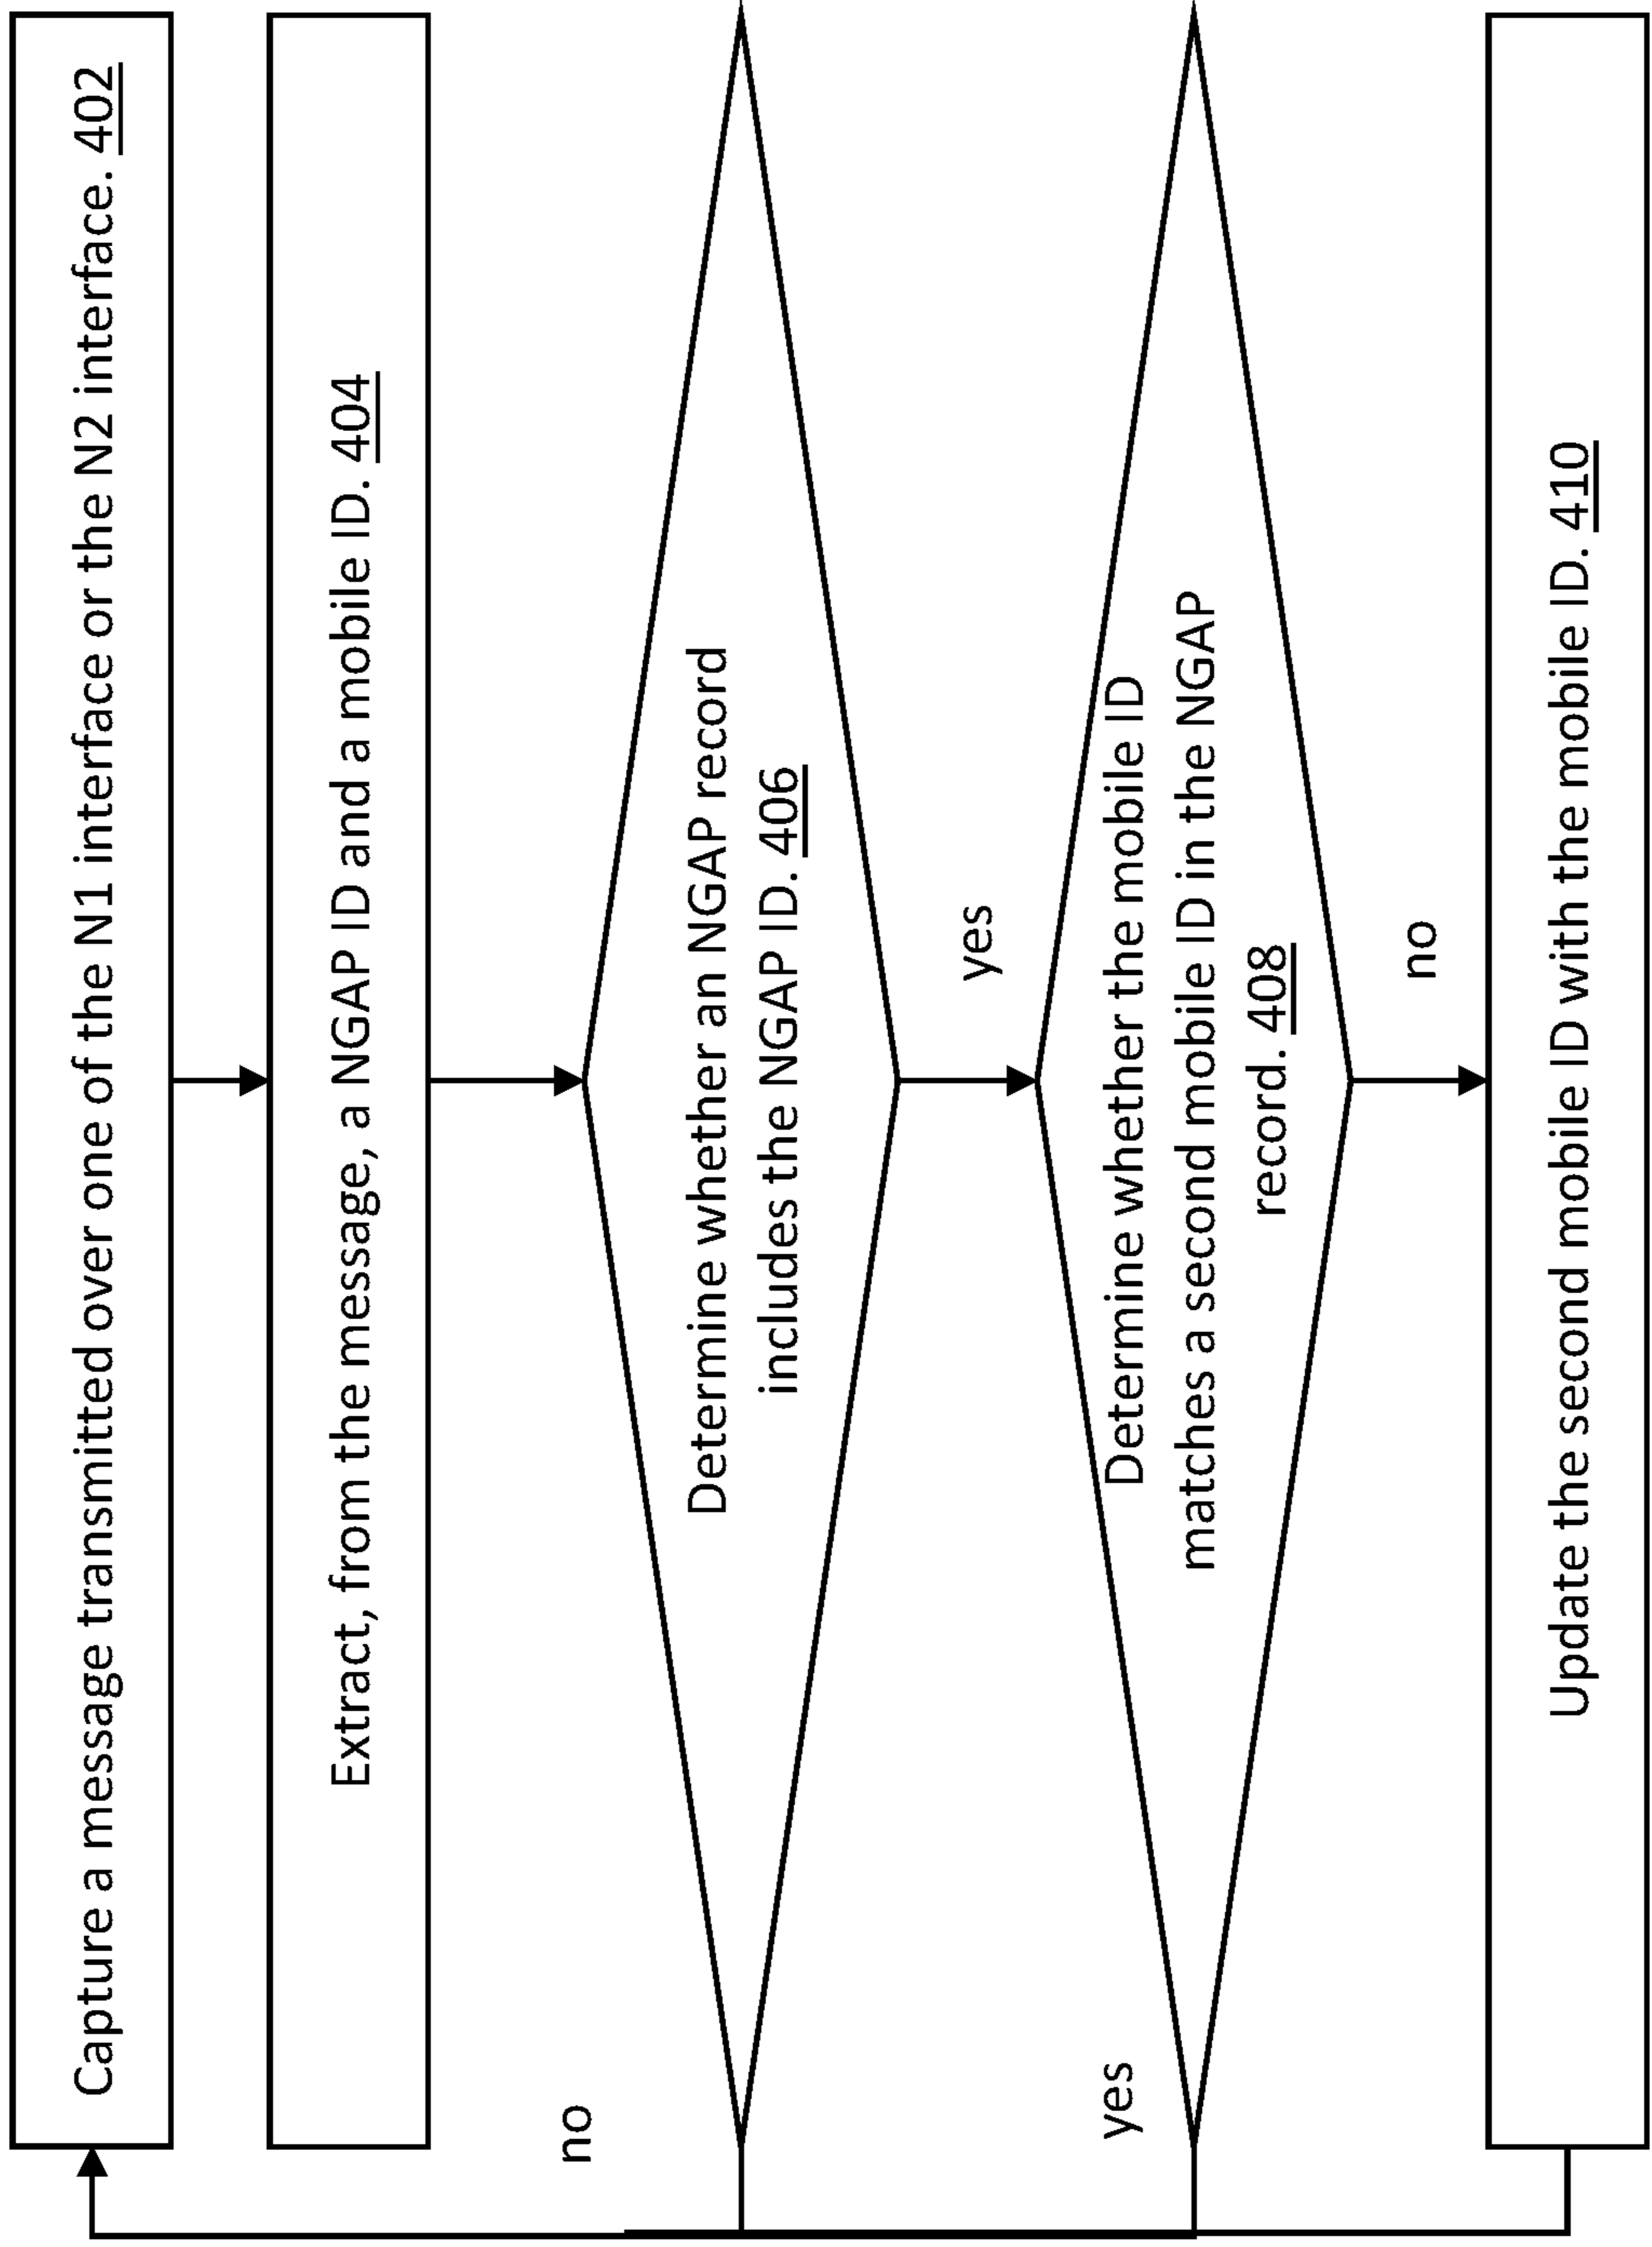 Capture a message transmitted over one of the N1 interface or the N2 interface. 402
Extract, from the message, a NGAP ID and a mobile ID. 404
no
Determine whether an NGAP record
includes the NGAP ID. 406
yes
yes
Determine whether the mobile ID
matches a second mobile ID in the NGAP
record. 408
no
Update the second mobile ID with the mobile ID. 410